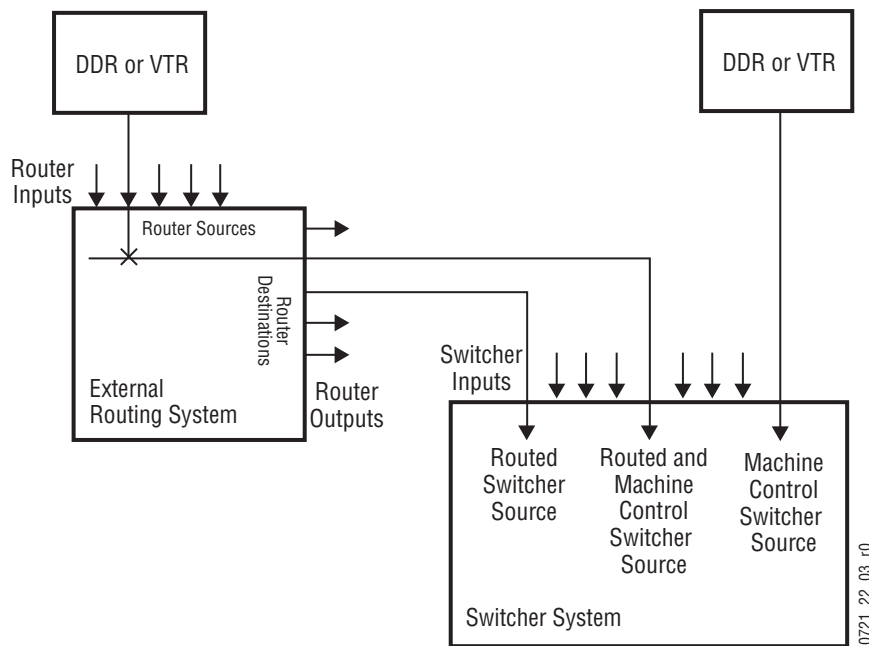 DDR or VTR
DDR or VTR
Router
Inputs
Router Sources
Router
Destinations
External
Routing System
Router
Outputs
Switcher
Inputs
Routed
Switcher
Source
Routed and
Machine
Control
Switcher
Source
Machine
Control
Switcher
Source
Switcher System
0721_22_03_r0